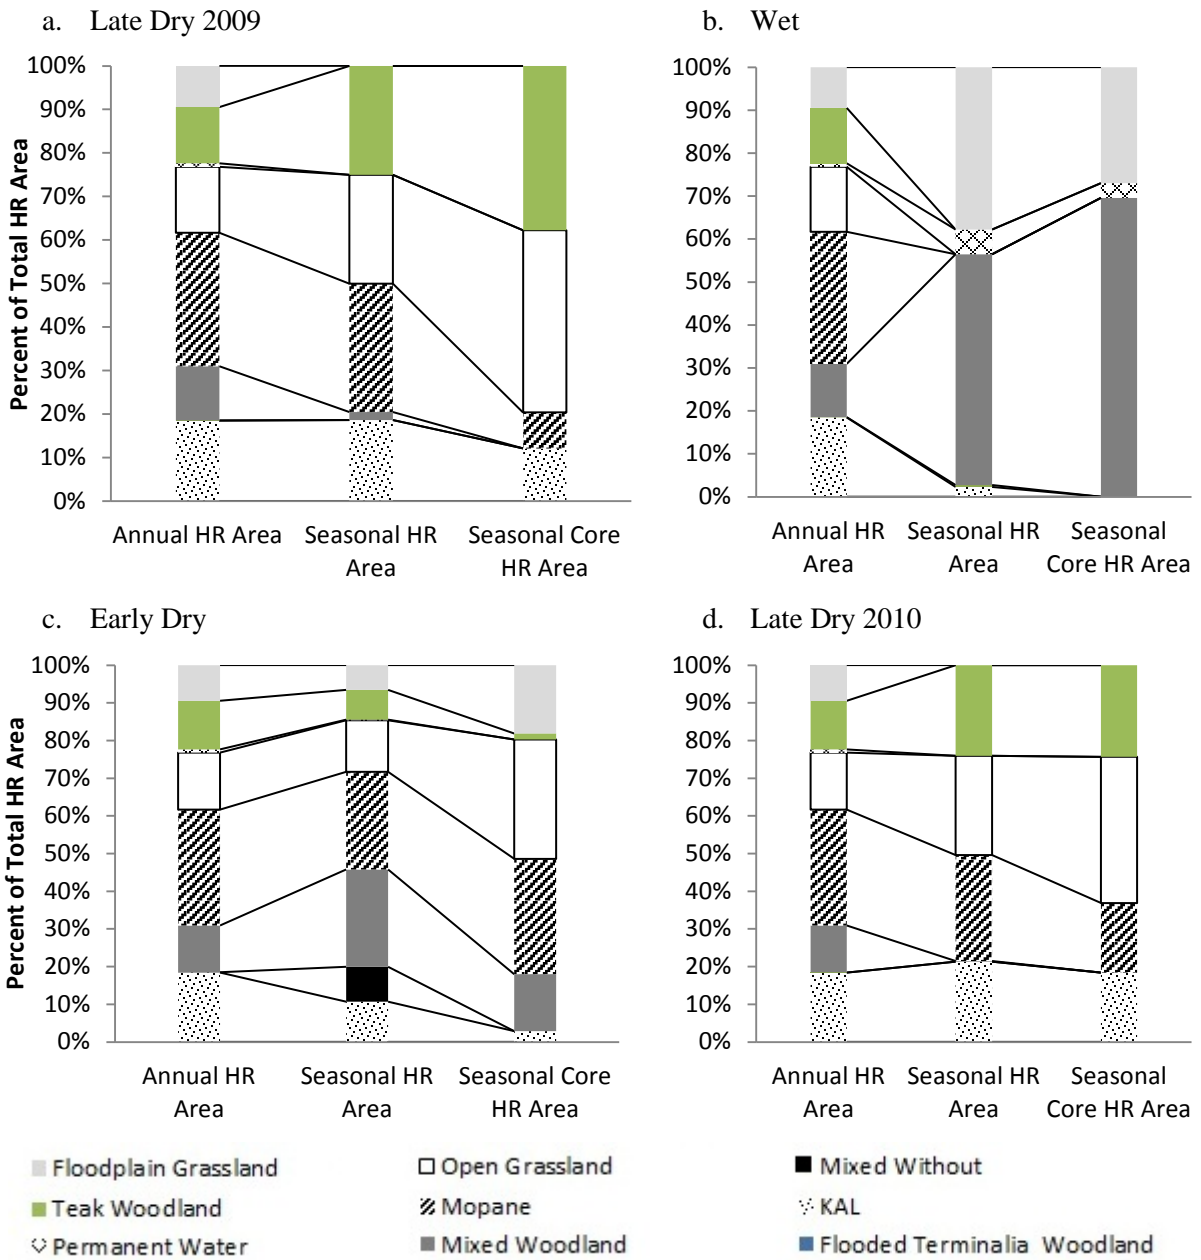 a. Late Dry 2009
b. Wet
Percent of Total HR Area
100%
90%
80%
70%
60%
50%
40%
30%
20%
10%
0%
Annual HR Area
Seasonal HR
Area
Seasonal Core
HR Area
100%
90%
80%
70%
60%
50%
40%
30%
20%
10%
0%
Annual HR
Area
Seasonal HR
Area
Seasonal
Core HR Area
c. Early Dry
d. Late Dry 2010
Percent of Total HR Area
100%
90%
80%
70%
60%
50%
40%
30%
20%
10%
0%
Annual HR
Area
Seasonal HR
Area
Seasonal Core
HR Area
100%
90%
80%
70%
60%
50%
40%
30%
20%
10%
0%
Annual HR
Area
Seasonal HR
Area
Seasonal
Core HR Area
Floodplain Grassland
Open Grassland
Mixed Without
Teak Woodland
Mopane
KAL
Permanent Water
Mixed Woodland
Flooded Terminalia Woodland